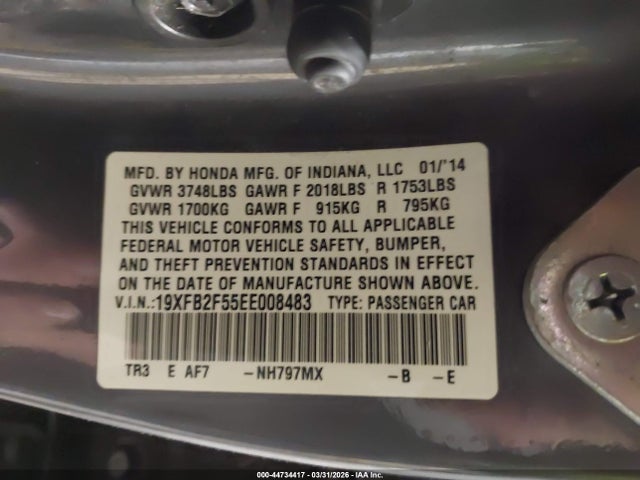 MFD. BY HONDA MFG. OF INDIANA, LLC 01/'14
GVWR 3748LBS GAWR F 2018LBS R 1753LBS
GVWR 1700KG GAWR F 915KG R 795KG
THIS VEHICLE CONFORMS TO ALL APPLICABLE
FEDERAL MOTOR VEHICLE SAFETY, BUMPER,
AND THEFT PREVENTION STANDARDS IN EFFECT
ON THE DATE OF MANUFACTURE SHOWN ABOVE.
V.I.N.:19XFB2F55EE008483 TYPE: PASSENGER CAR
TR3 E AF7 -NH797MX -B -E
000-44734417 - 03/31/2026 - IAA, Inc.